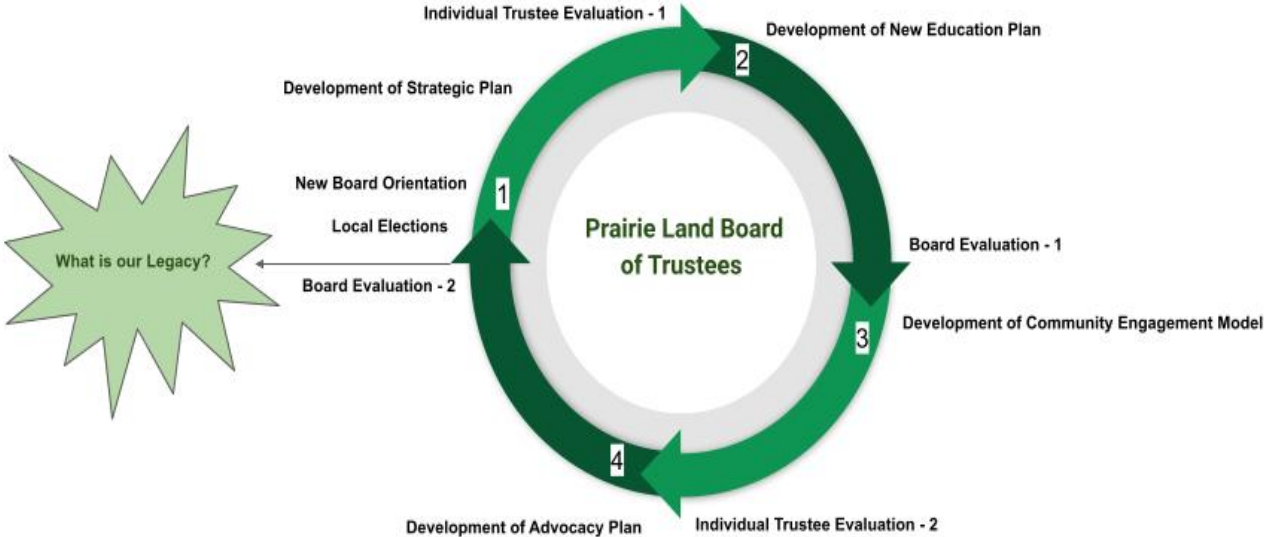 Individual Trustee Evaluation - 1
2
Development of New Education Plan
Development of Strategic Plan
New Board Orientation
1
Local Elections
What is our Legacy?
Board Evaluation - 2
Prairie Land Board
of Trustees
Board Evaluation - 1
Development of Community Engagement Model
3
4
Development of Advocacy Plan
Individual Trustee Evaluation - 2